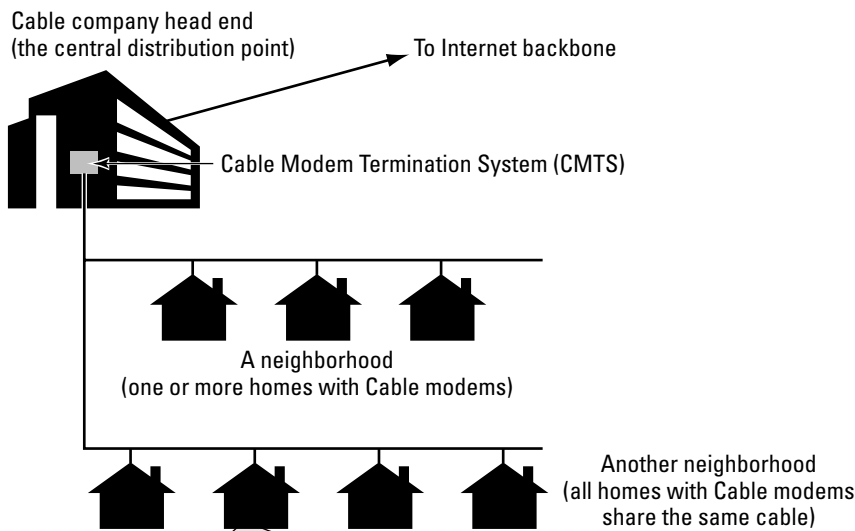 Cable company head end
(the central distribution point)
To Internet backbone
Cable Modem Termination System (CMTS)
A neighborhood
(one or more homes with Cable modems)
Another neighborhood
(all homes with Cable modems
share the same cable)